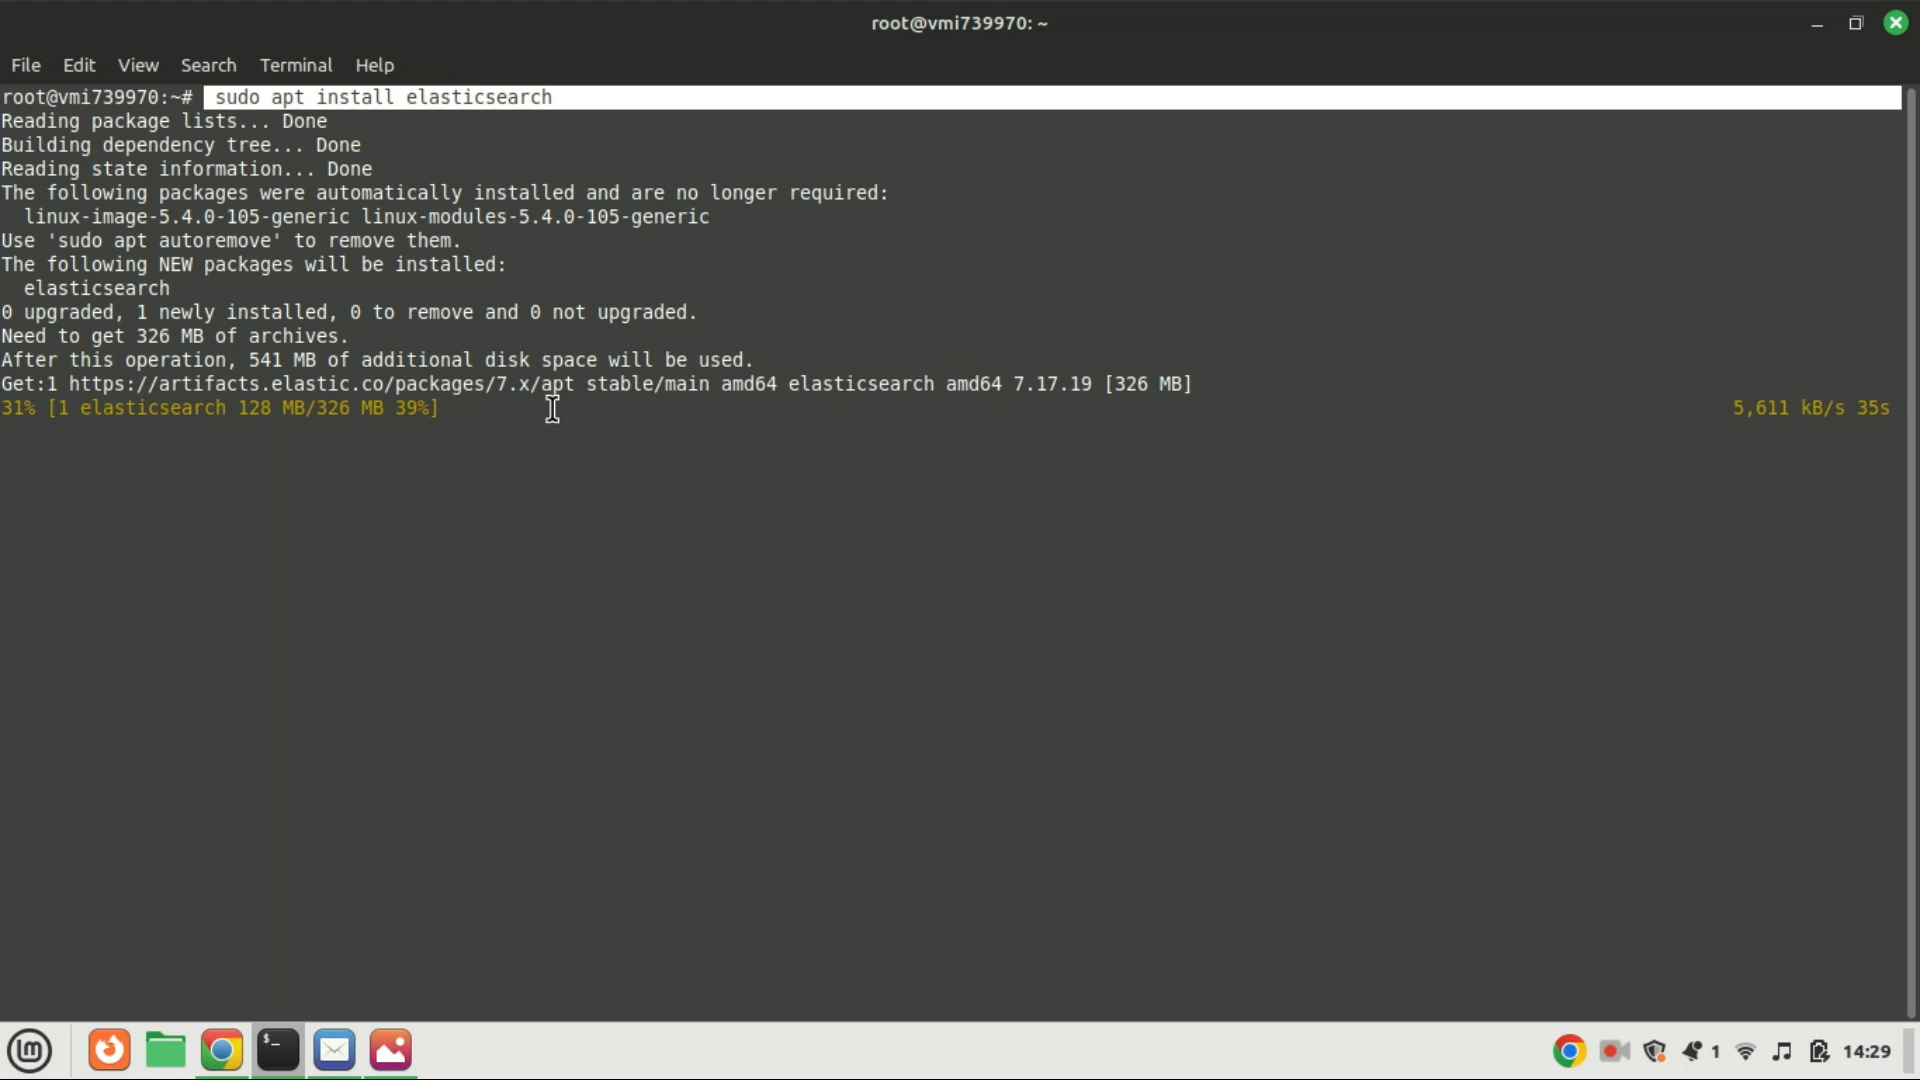 root@vmi739970: ~
File Edit View Search Terminal Help
root@vmi739970:~# sudo apt install elasticsearch
Reading package lists... Done
Building dependency tree... Done
Reading state information... Done
The following packages were automatically installed and are no longer required:
linux-image-5.4.0-105-generic linux-modules-5.4.0-105-generic
Use 'sudo apt autoremove' to remove them.
The following NEW packages will be installed:
elasticsearch
0 upgraded, 1 newly installed, 0 to remove and 0 not upgraded.
Need to get 326 MB of archives.
After this operation, 541 MB of additional disk space will be used.
Get:1 https://artifacts.elastic.co/packages/7.x/apt stable/main amd64 elasticsearch amd64 7.17.19 [326 MB]
31% [1 elasticsearch 128 MB/326 MB 39%] 5,611 kB/s 35s
$_ 1 14:29